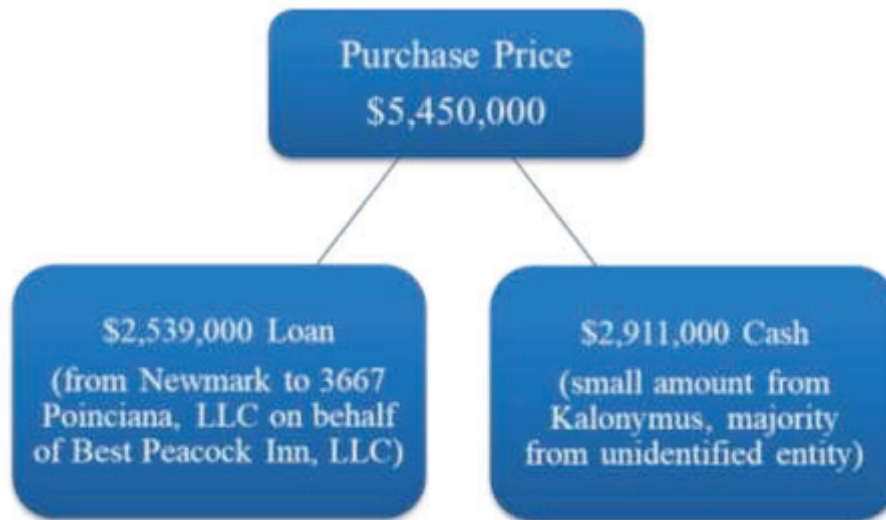 Purchase Price
$5,450,000
$2,539,000 Loan
(from Newmark to 3667
Poinciana, LLC on behalf
of Best Peacock Inn, LLC)
$2,911,000 Cash
(small amount from
Kalonymus, majority
from unidentified entity)